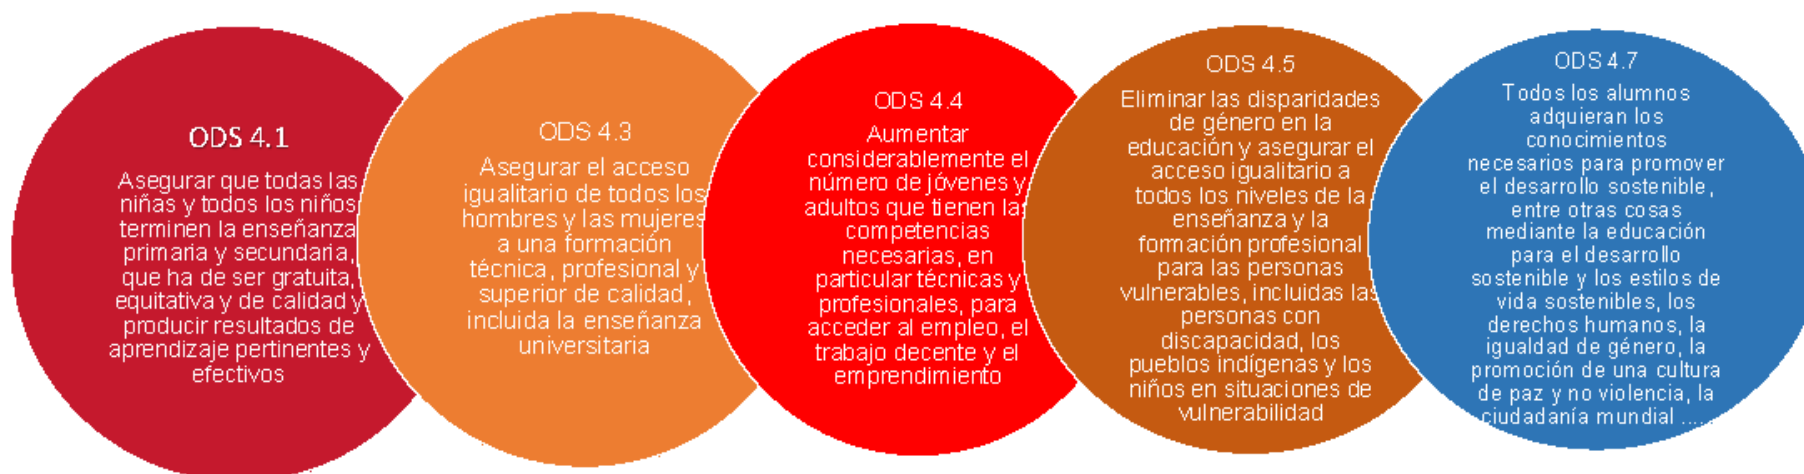 ODS 4.1
Asegurar que todas las
niñas y todos los niños
terminen la enseñanza
primaria y secundaria,
que ha de ser gratuita,
equitativa y de calidad y
producir resultados de
aprendizaje pertinentes y
efectivos
ODS 4.3
Asegurar el acceso
igualitario de todos los
hombres y las mujeres
a una formación
técnica, profesional y
superior de calidad,
incluida la enseñanza
universitaria
ODS 4.4
Aumentar
considerablemente el
número de jóvenes y
adultos que tienen las
competencias
necesarias, en
particular técnicas y
profesionales, para
acceder al empleo, el
trabajo decente y el
emprendimiento
ODS 4.5
Eliminar las disparidades
de género en la
educación y asegurar el
acceso igualitario a
todos los niveles de la
enseñanza y la
formación profesional
para las personas
vulnerables, incluidas las
personas con
discapacidad, los
pueblos indígenas y los
niños en situaciones de
vulnerabilidad
ODS 4.7
Todos los alumnos
adquieran los
conocimientos
necesarios para promover
el desarrollo sostenible,
entre otras cosas
mediante la educación
para el desarrollo
sostenible y los estilos de
vida sostenibles, los
derechos humanos, la
igualdad de género, la
promoción de una cultura
de paz y no violencia, la
ciudadanía mundial .....